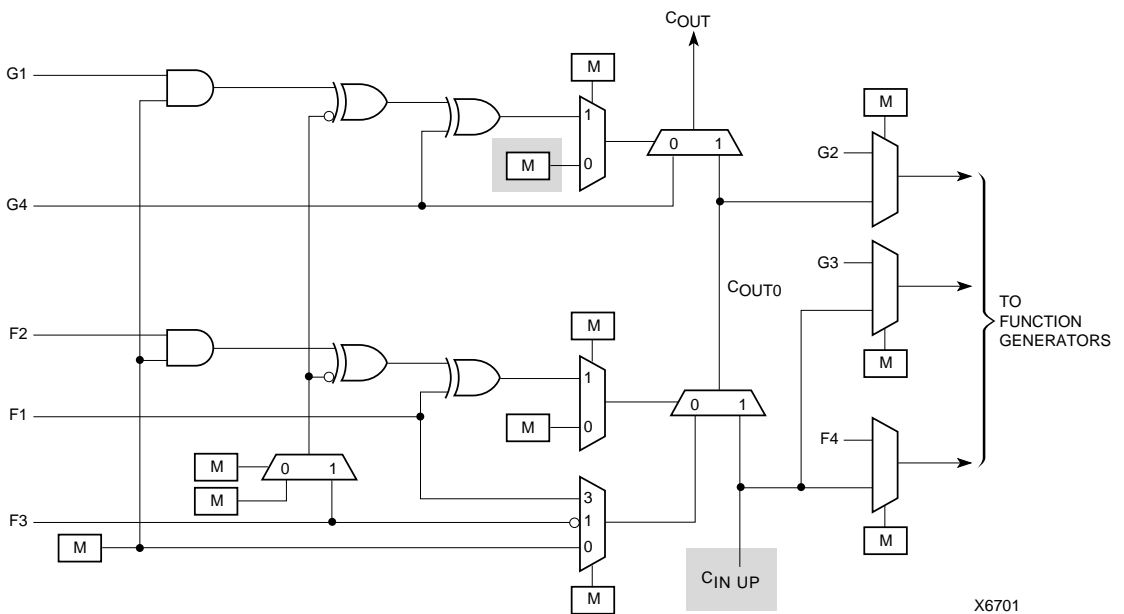 COUT
G1
M
M
1
0 1
M
G2
0
G4
G3
COUT0
TO
FUNCTION
GENERATORS
F2
M
M
1
0 1
F1
M
0
F4
M
0 1
M
3
F3
1
M
0
M
CIN UP
M
X6701